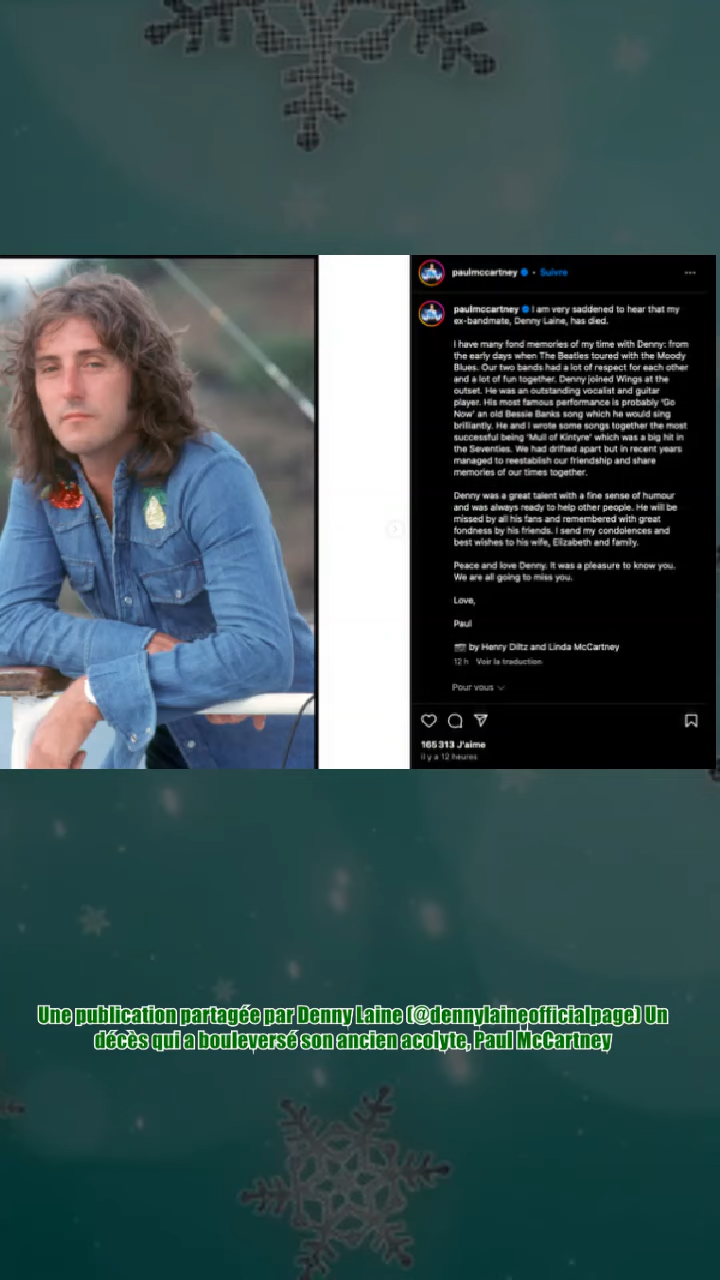 paulmccartney • Suivre
paulmccartney I am very saddened to hear that my
ex-bandmate, Denny Laine, has died.
I have many fond memories of my time with Denny: from
the early days when The Beatles toured with the Moody
Blues. Our two bands had a lot of respect for each other
and a lot of fun together. Denny joined Wings at the
outset. He was an outstanding vocalist and guitar
player. His most famous performance is probably 'Go
Now' an old Bessie Banks song which he would sing
brilliantly. He and I wrote some songs together the most
successful being 'Mull of Kintyre' which was a big hit in
the Seventies. We had drifted apart but in recent years
managed to reestablish our friendship and share
memories of our times together.
Denny was a great talent with a fine sense of humour
and was always ready to help other people. He will be
missed by all his fans and remembered with great
fondness by his friends. I send my condolences and
best wishes to his wife, Elizabeth and family.
Peace and love Denny. It was a pleasure to know you.
We are all going to miss you.
Love,
Paul
by Henry Diltz and Linda McCartney
12 h Voir la traduction
Pour vous
165 313 J'aime
il y a 12 heures
Une publication partagée par Denny Laine (@dennylaineofficialpage) Un
décès qui a bouleversé son ancien acolyte, Paul McCartney